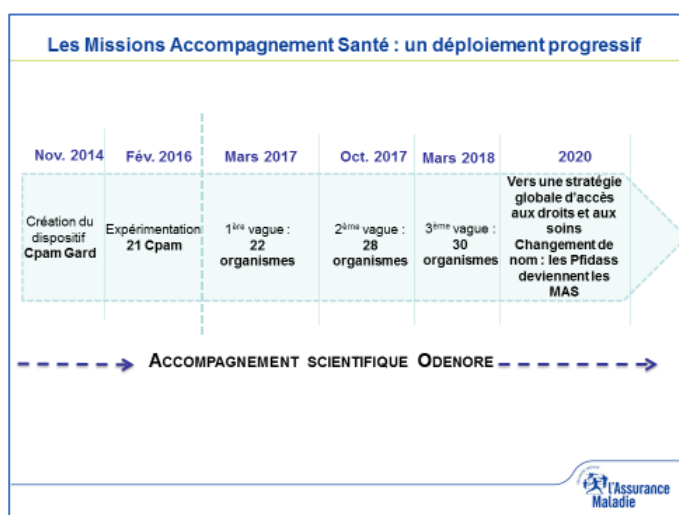 Les Missions Accompagnement Santé : un déploiement progressif
Nov. 2014
Fév. 2016
Mars 2017
Oct. 2017
Mars 2018
2020
Création du
dispositif
Cpam Gard
Expérimentation
21 Cpam
1ère vague :
22
organismes
2ème vague :
28
organismes
3ème vague :
30
organismes
Vers une stratégie
globale d'accès
aux droits et aux
soins
Changement de
nom : les Pfidass
deviennent les
MAS
ACCOMPAGNEMENT SCIENTIFIQUE ODENORE
l'Assurance
Maladie